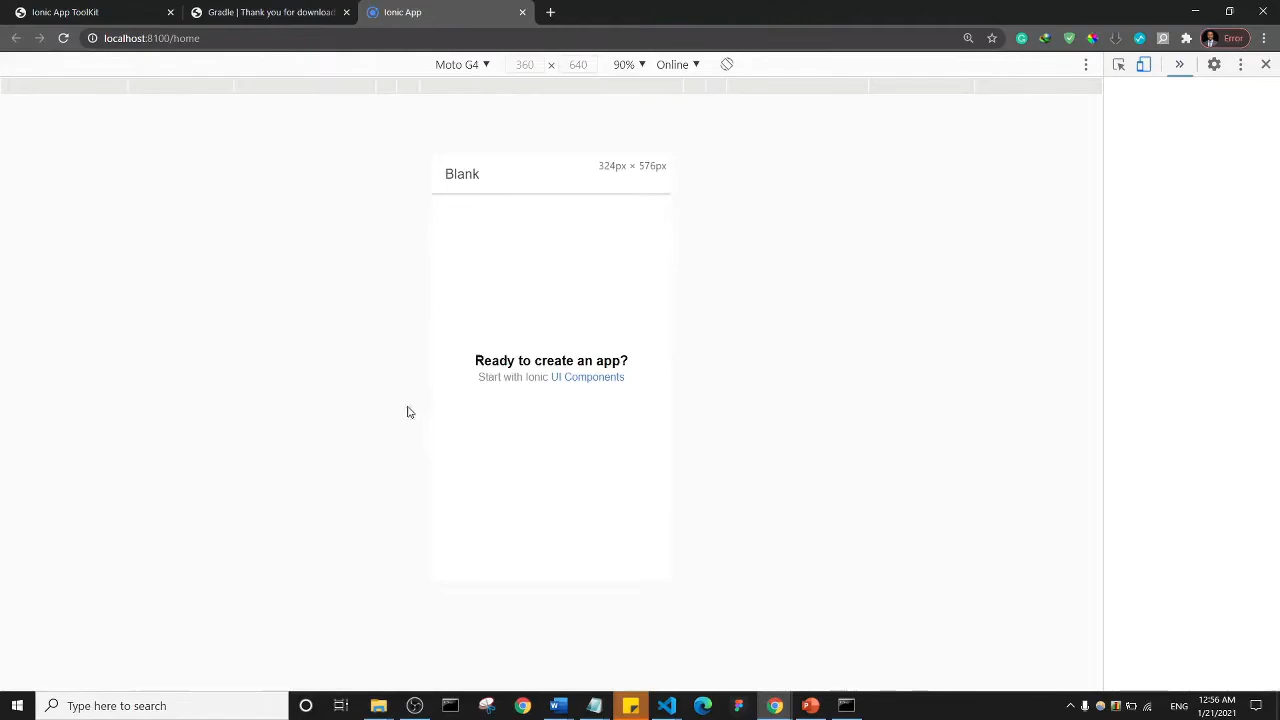 Ionic App ToolKit
Gradle | Thank you for download
Ionic App
localhost:8100/home
Error
Moto G4
360
×
640
90%
Online
324px × 576px
Blank
Ready to create an app?
Start with Ionic UI Components
Type here to search
ENG
12:56 AM
1/21/2021